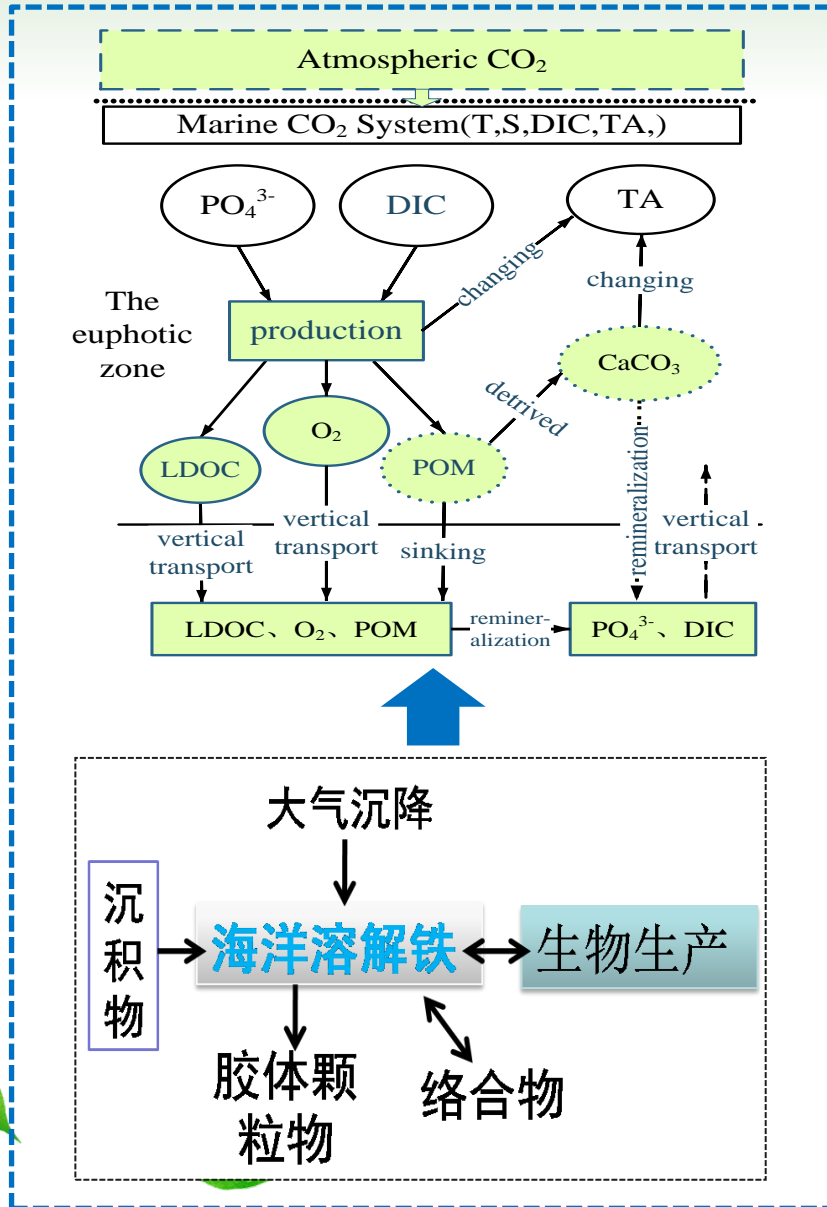 Atmospheric CO₂
Marine CO₂ System(T,S,DIC,TA,)
PO₄³⁻
DIC
TA
changing
changing
The
euphotic
zone
production
CaCO₃
detrived
O₂
LDOC
POM
remineralization
vertical
transport
vertical
transport
sinking
vertical
transport
LDOC、O₂、POM
reminer-
alization
PO₄³⁻、DIC
大气沉降
沉
积
物
海洋溶解铁
生物生产
胶体颗
粒物
络合物